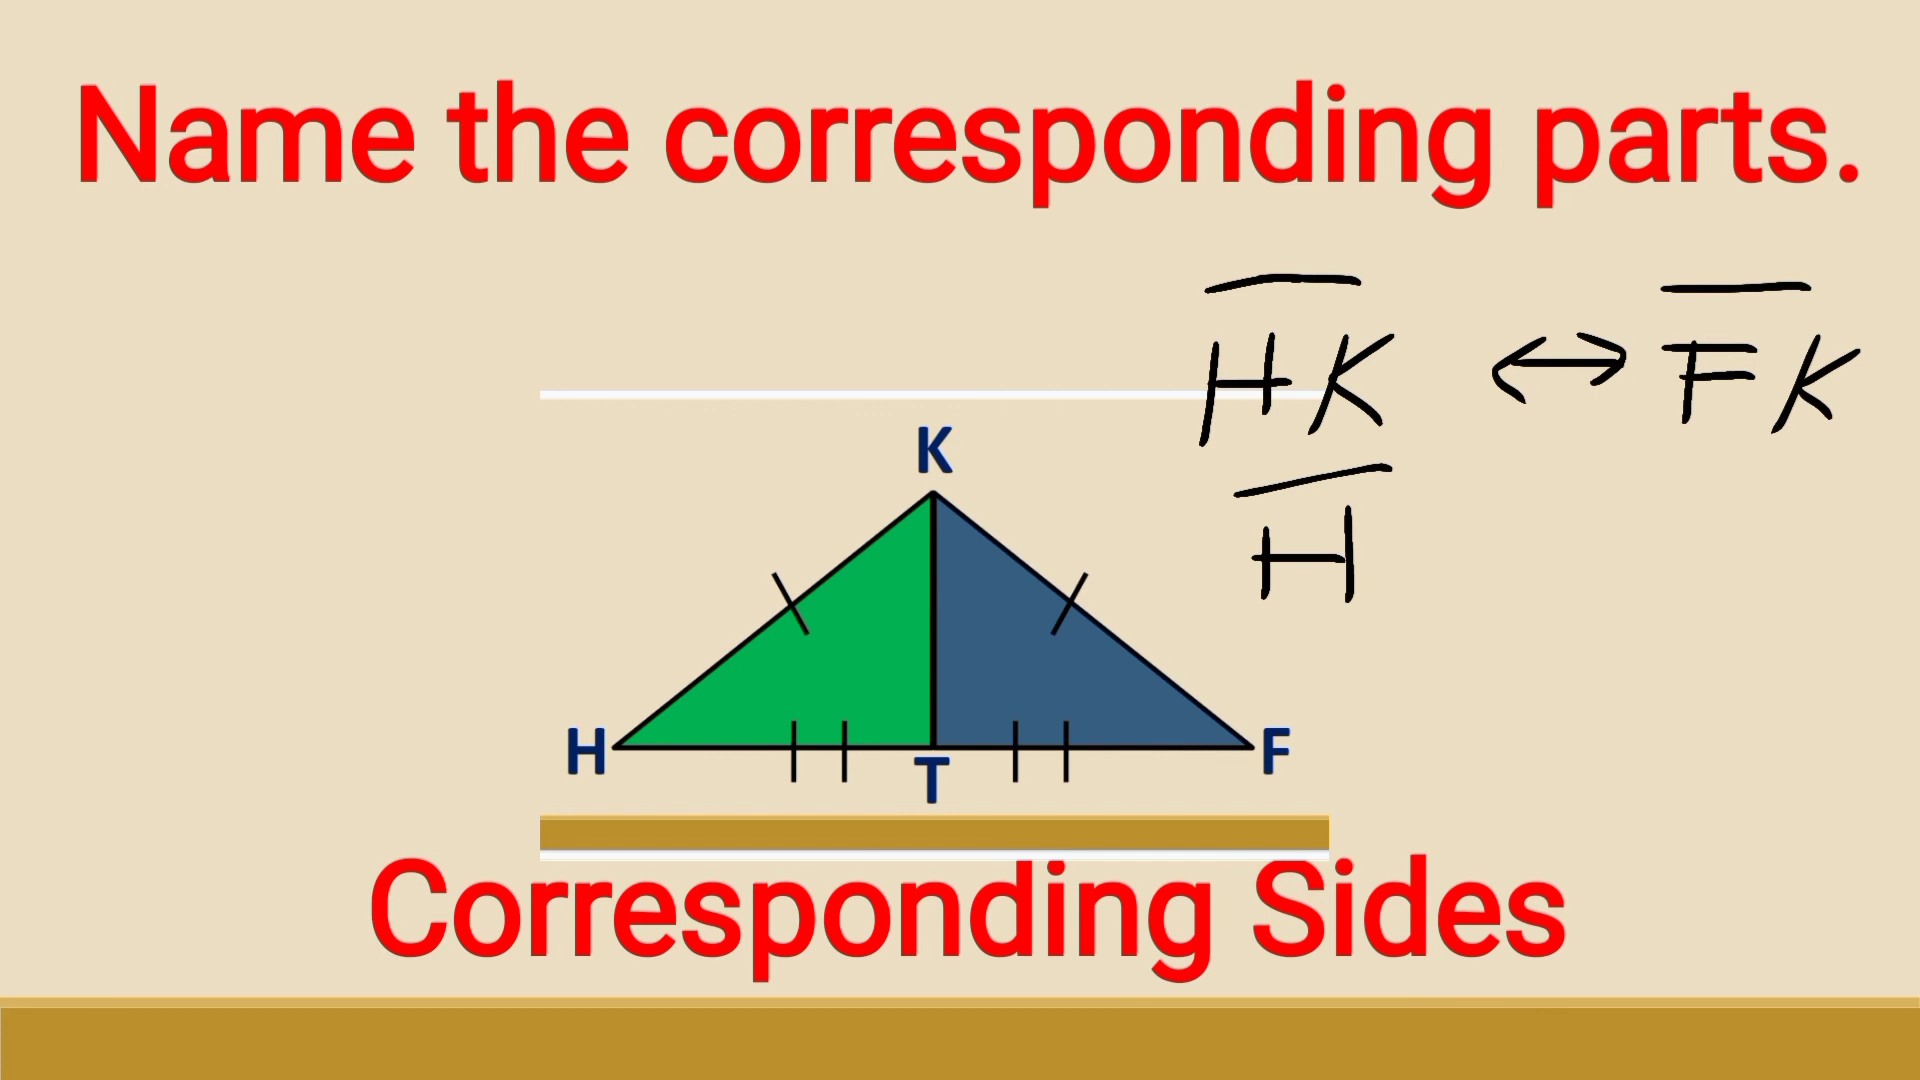 Name the corresponding parts.
HK ↔ FK
H
K
H
T
F
Corresponding Sides